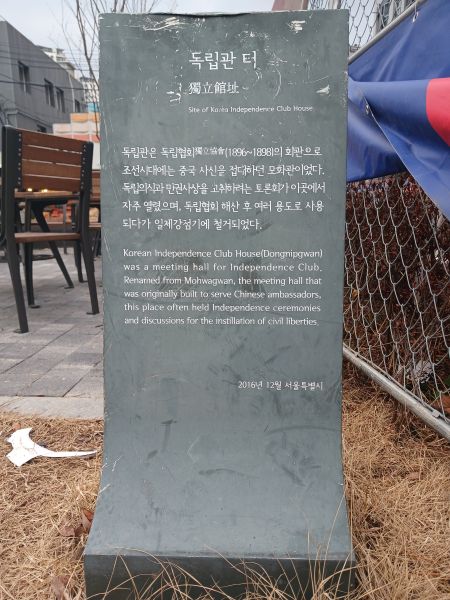 독립관 터
獨立館址
Site of Korea Independence Club House
독립관은 독립협회獨立協會(1896~1898)의 회관으로
조선시대에는 중국 사신을 접대하던 모화관이었다.
독립의식과 민권사상을 고취하려는 토론회가 이곳에서
자주 열렸으며, 독립협회 해산 후 여러 용도로 사용
되다가 일제강점기에 철거되었다.
Korean Independence Club House(Dongnipgwan)
was a meeting hall for Independence Club.
Renamed from Mohwagwan, the meeting hall that
was originally built to serve Chinese ambassadors,
this place often held Independence ceremonies
and discussions for the instillation of civil liberties.
2016년 12월 서울특별시